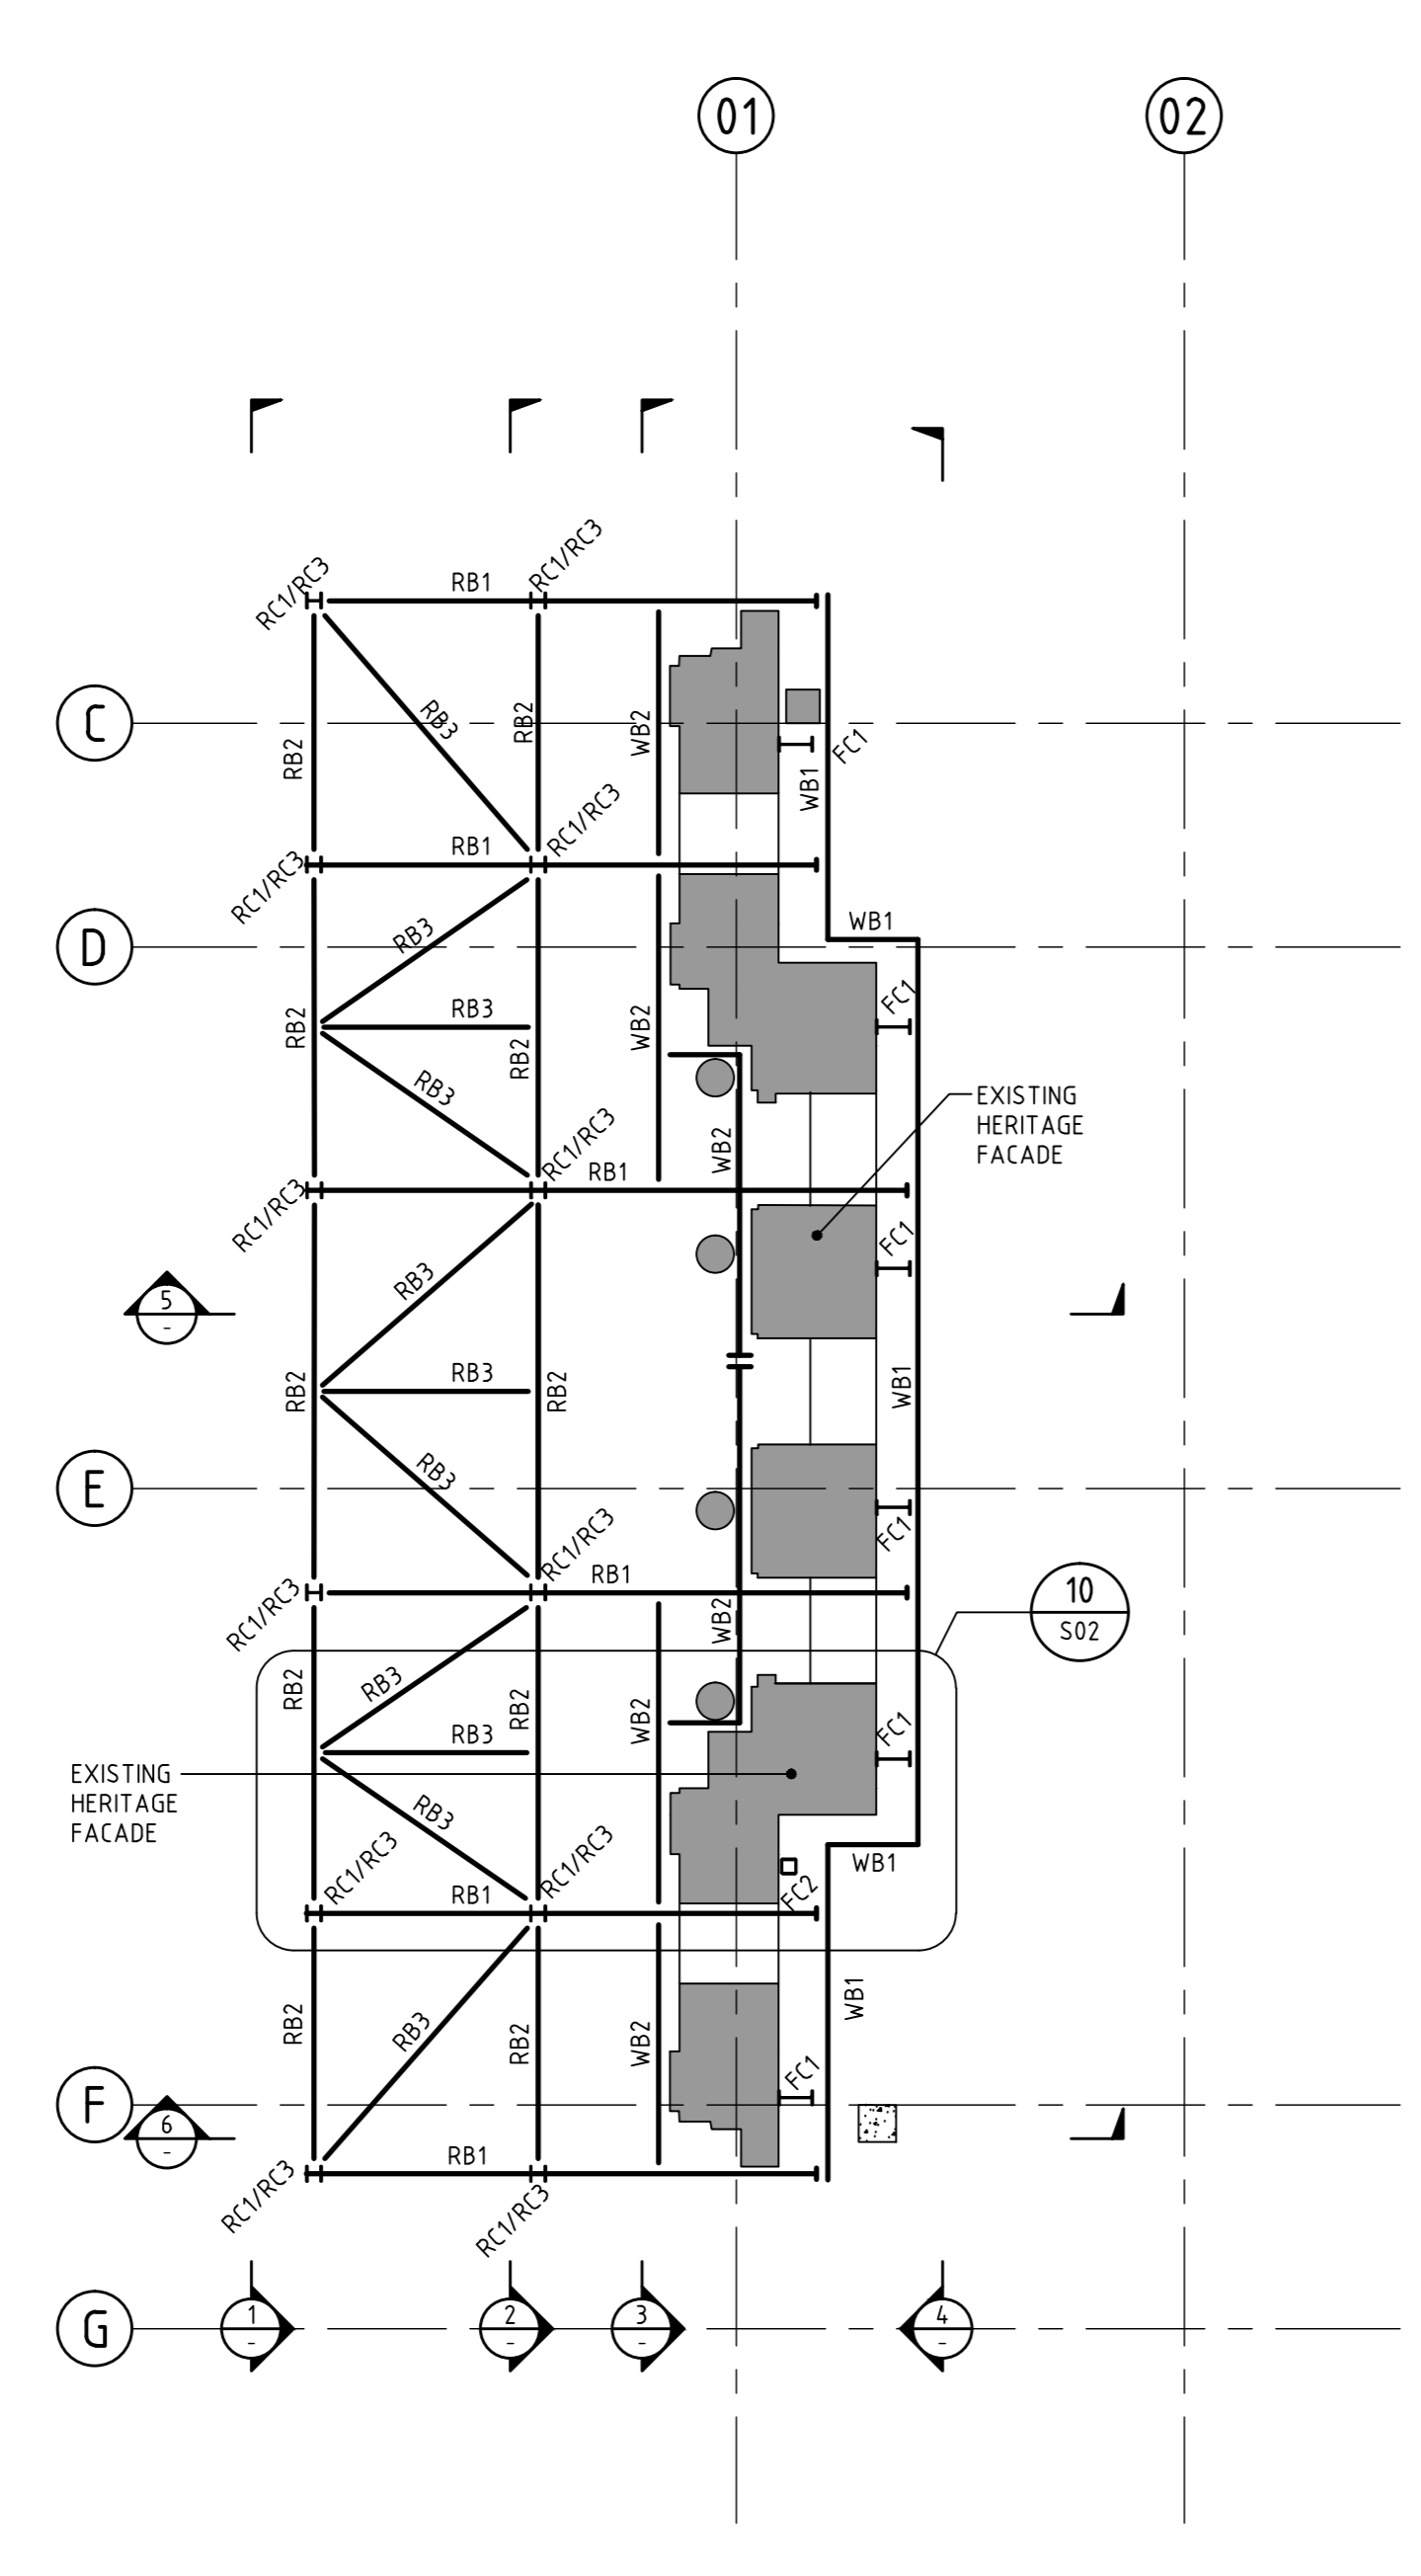 01
02
RC1/RC3
RC1/RC3
RB1
C
RB3
RB2
RB2
WB2
FC1
WB1
RC1/RC3
RB1
RC1/RC3
WB1
D
RB3
FC1
RB3
RB2
RB2
WB2
RB3
EXISTING
HERITAGE
FACADE
RC1/RC3
WB2
RB1
RC1/RC3
FC1
5
-
RB3
RB3
RB2
RB2
WB1
E
RB3
FC1
RC1/RC3
RB1
RC1/RC3
10
S02
WB2
RB3
RB2
RB2
WB2
RB3
FC1
EXISTING
HERITAGE
FACADE
RB3
RC1/RC3
RC1/RC3
WB1
RB1
FC2
WB1
RB3
RB2
RB2
WB2
FC1
F
6
-
RB1
RC1/RC3
RC1/RC3
G
1
-
2
-
3
-
4
-